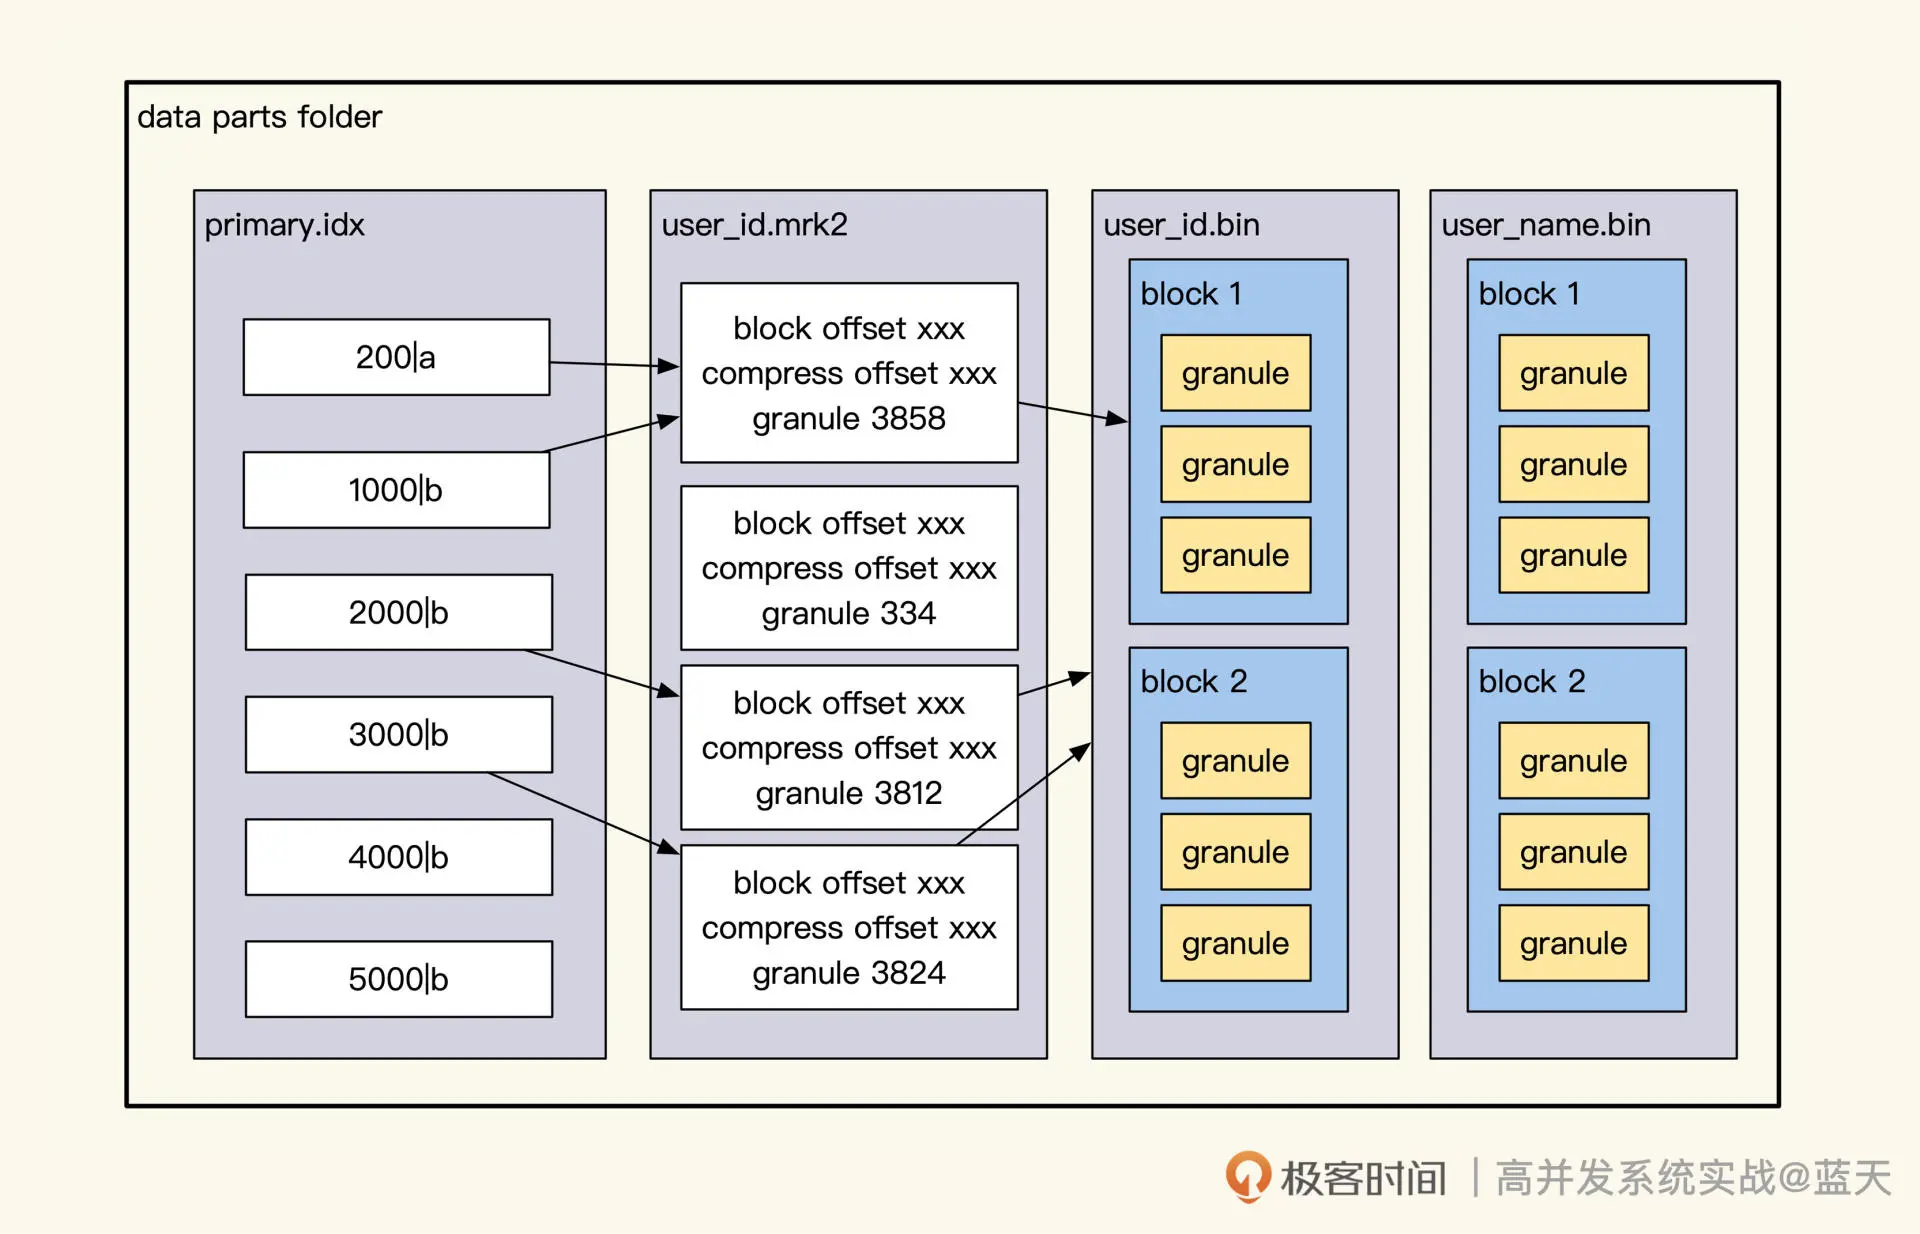 data parts folder
primary.idx
200|a
1000|b
2000|b
3000|b
4000|b
5000|b
user_id.mrk2
block offset xxx
compress offset xxx
granule 3858
block offset xxx
compress offset xxx
granule 334
block offset xxx
compress offset xxx
granule 3812
block offset xxx
compress offset xxx
granule 3824
user_id.bin
block 1
granule
granule
granule
block 2
granule
granule
granule
user_name.bin
block 1
granule
granule
granule
block 2
granule
granule
granule
极客时间 | 高并发系统实战@蓝天